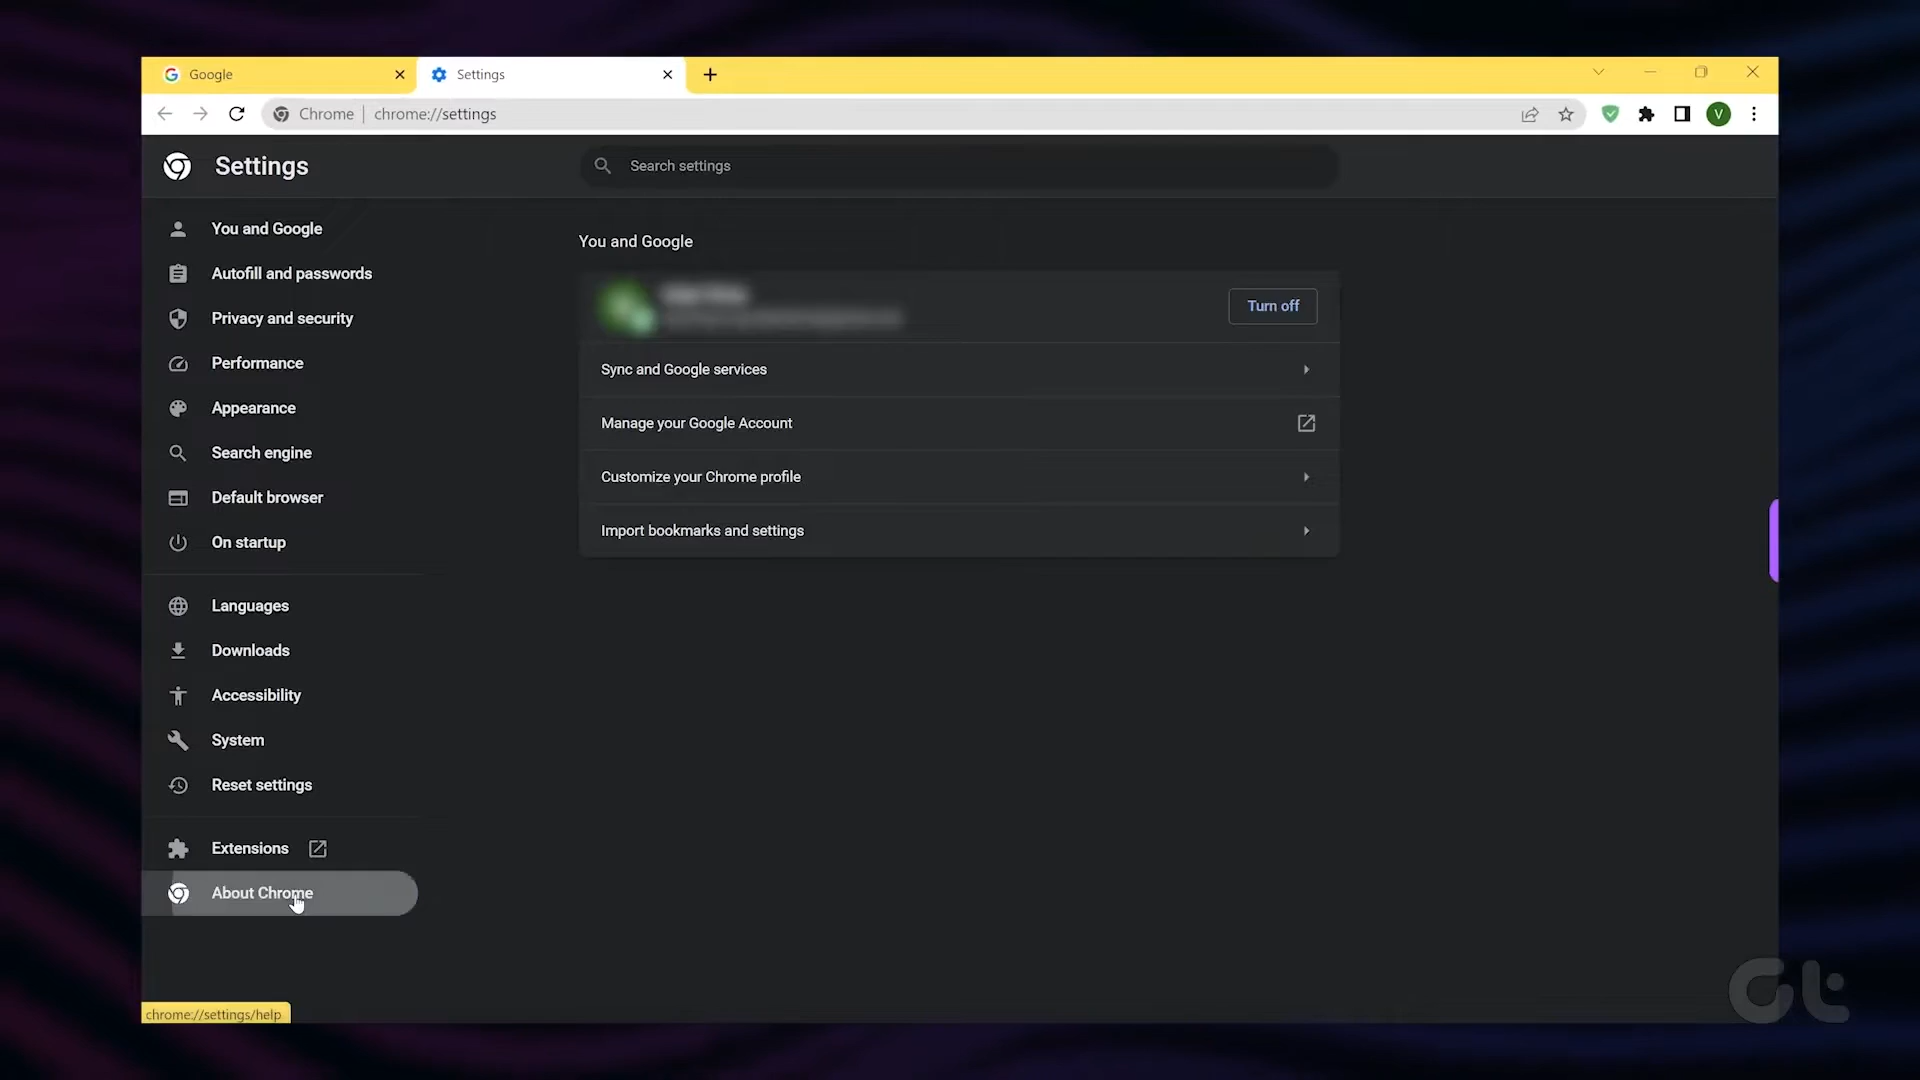 Google
Settings
Chrome
chrome://settings
V
Settings
Search settings
You and Google
Autofill and passwords
Privacy and security
Performance
Appearance
Search engine
Default browser
On startup
Languages
Downloads
Accessibility
System
Reset settings
Extensions
About Chrome
You and Google
Turn off
Sync and Google services
Manage your Google Account
Customize your Chrome profile
Import bookmarks and settings
chrome://settings/help
Gt